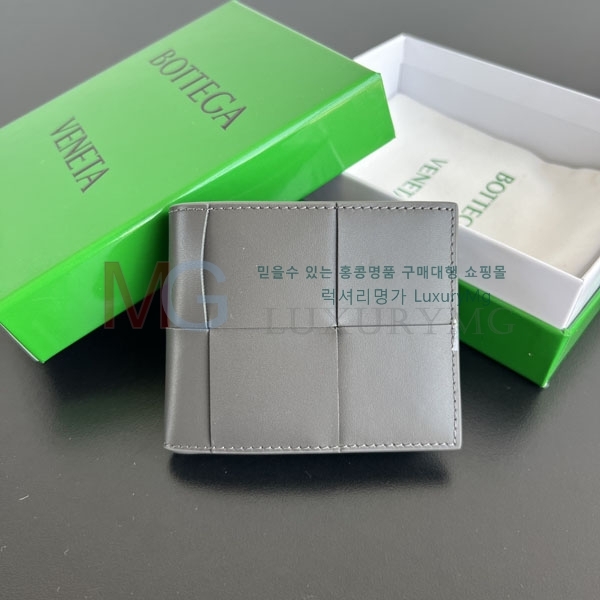 BOTTEGA
VENETA
BOTTEGA
VENETA
MG
믿을수 있는 홍콩명품 구매대행 쇼핑몰
럭셔리명가 LuxuryMg
LUXURYMG